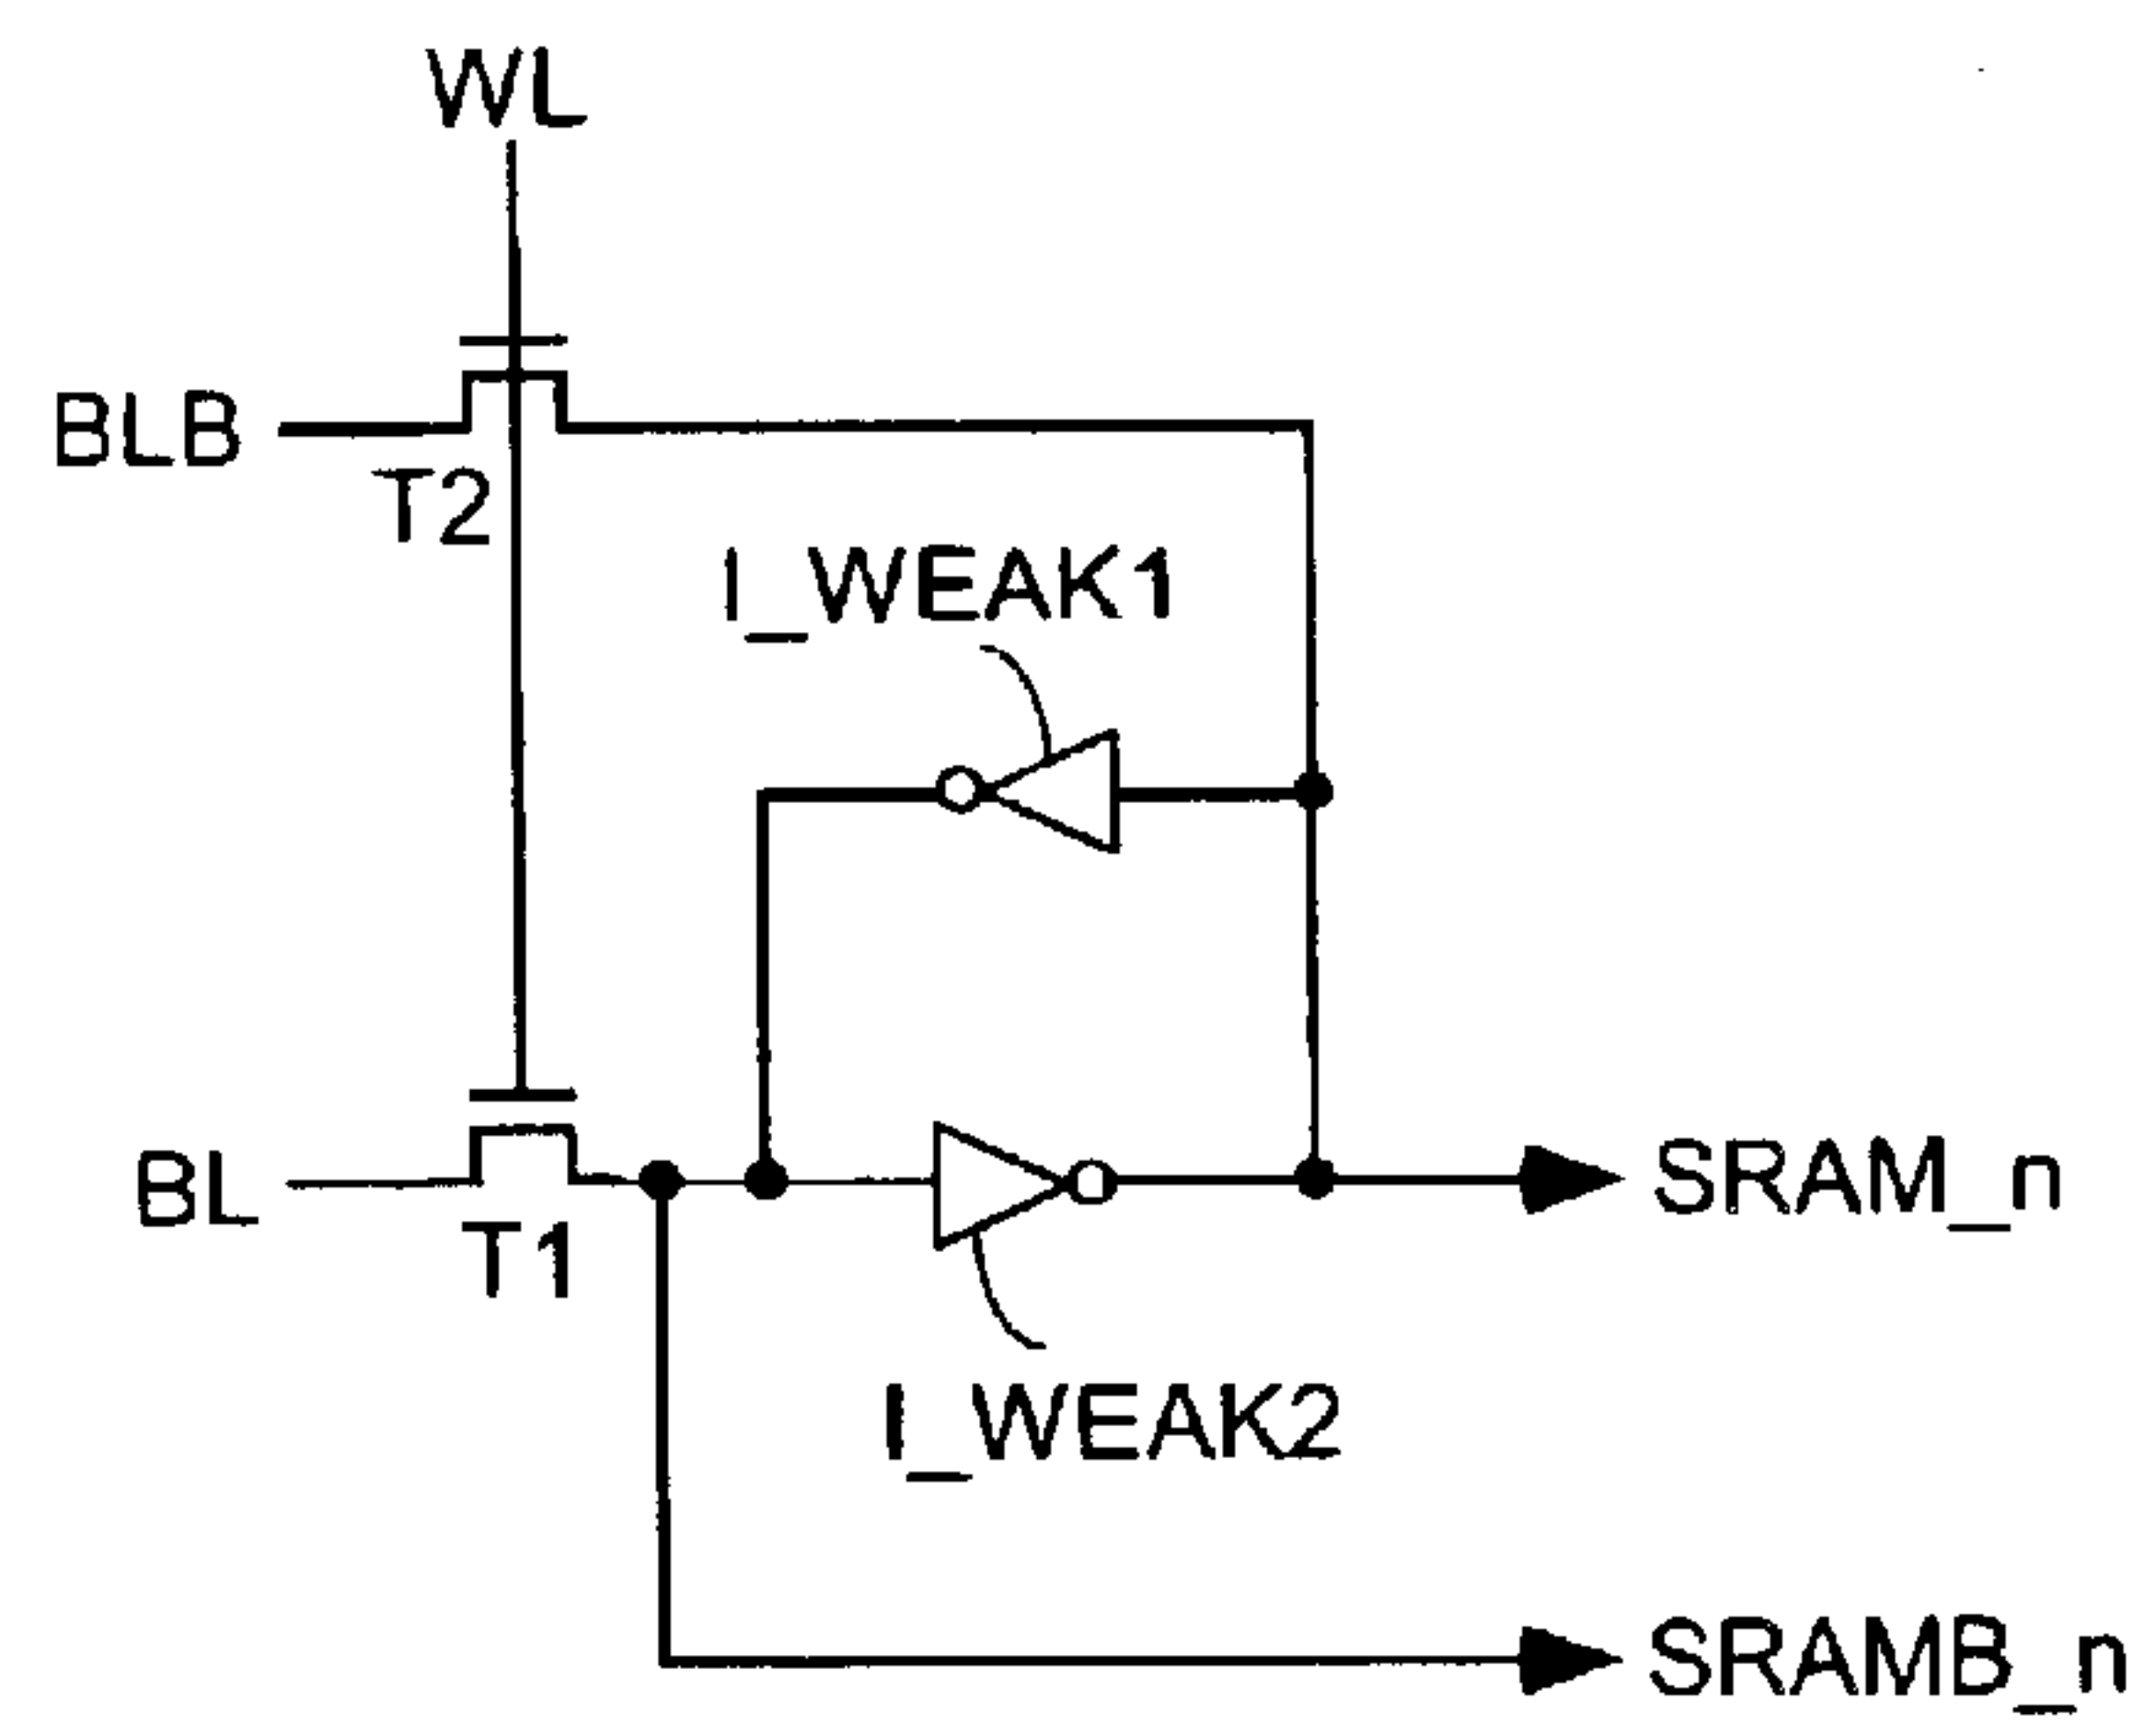 WL
BLB
T2
I_WEAK1
BL
T1
SRAM_n
I_WEAK2
SRAMB_n